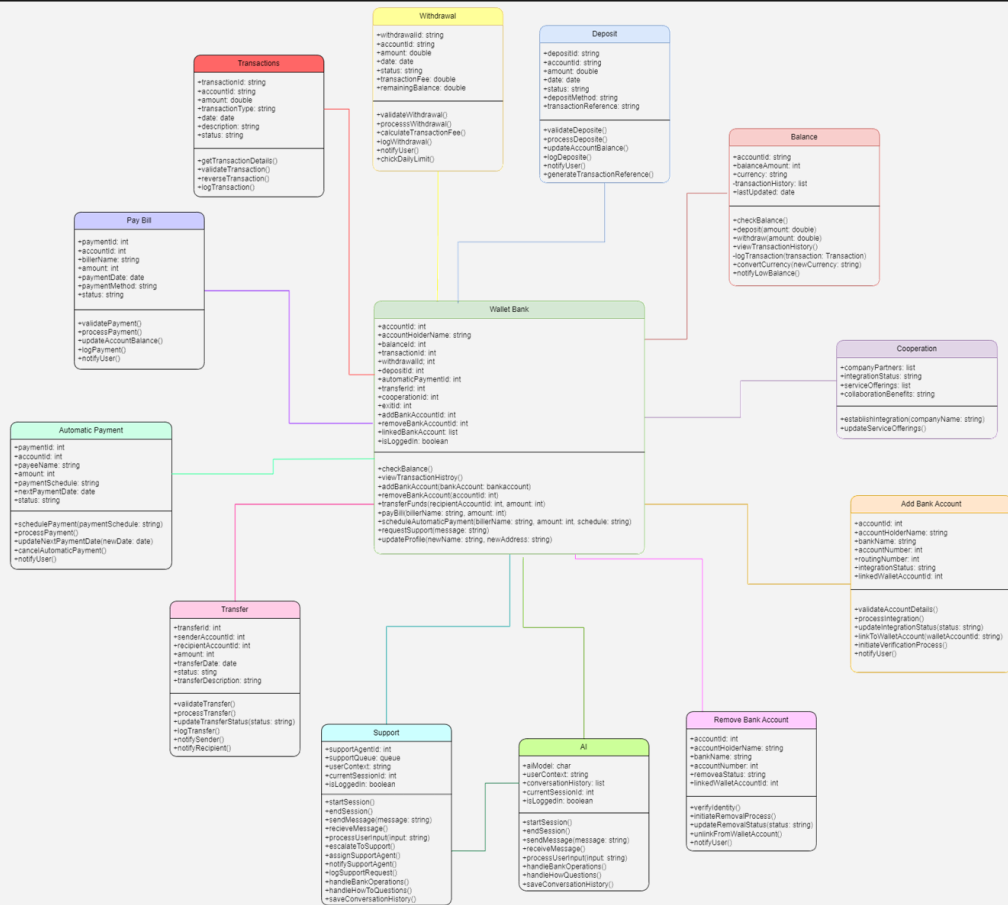 Withdrawal
+withdrawalId: string
+accountId: string
+amount: double
+date: date
+status: string
+transactionFee: double
+remainingBalance: double
+validateWithdrawal()
+processsWithdrawal()
+calculateTransactionFee()
+logWithdrawal()
+notifyUser()
+chickDailyLimit()
Deposit
+depositId: string
+accountId: string
+amount: double
+date: date
+status: string
+depositMethod: string
+transactionReference: string
+validateDeposite()
+processDeposite()
+updateAccountBalance()
+logDeposite()
+notifyUser()
+generateTransactionReference()
Transactions
+transactionId: string
+accountId: string
+amount: double
+transactionType: string
+date: date
+description: string
+status: string
+getTransactionDetails()
+validateTransaction()
+reverseTransaction()
+logTransaction()
Balance
+accountId: string
+balanceAmount: int
+currency: string
-transactionHistory: list
+lastUpdated: date
+checkBalance()
+deposit(amount: double)
+withdraw(amount: double)
+viewTransactionHistory()
-logTransaction(transaction: Transaction)
+convertCurrency(newCurrency: string)
+notifyLowBalance()
Pay Bill
+paymentId: int
+accountId: int
+billerName: string
+amount: int
+paymentDate: date
+paymentMethod: string
+status: string
+validatePayment()
+processPayment()
+updateAccountBalance()
+logPayment()
+notifyUser()
Wallet Bank
+accountId: int
+accountHolderName: string
+balanceId: int
+transactionId: int
+withdrawalId: int
+depositId: int
+automaticPaymentId: int
+transferId: int
+cooperationId: int
+exitId: int
+addBankAccountId: int
+removeBankAccountId: int
+linkedBankAccount: list
+isLoggedIn: boolean
+checkBalance()
+viewTransactionHistroy()
+addBankAccount(bankAccount: bankaccount)
+removeBankAccount(accountId: int)
+transferFunds(recipientAccountId: int, amount: int)
+payBill(billerName: string, amount: int)
+scheduleAutomaticPayment(billerName: string, amount: int, schedule: string)
+requestSupport(message: string)
+updateProfile(newName: string, newAddress: string)
Cooperation
+companyPartners: list
+integrationStatus: string
+serviceOfferings: list
+collaborationBenefits: string
+establishIntegration(companyName: string)
+updateServiceOfferings()
Automatic Payment
+paymentId: int
+accountId: int
+payeeName: string
+amount: int
+paymentSchedule: string
+nextPaymentDate: date
+status: string
+schedulePayment(paymentSchedule: string)
+processPayment()
+updateNextPaymentDate(newDate: date)
+cancelAutomaticPayment()
+notifyUser()
Add Bank Account
+accountId: int
+accountHolderName: string
+bankName: string
+accountNumber: int
+routingNumber: int
+integrationStatus: string
+linkedWalletAccountId: int
+validateAccountDetails()
+processIntegration()
+updateIntegrationStatus(status: string)
+linkToWalletAccount(walletAccountId: string)
+initiateVerificationProcess()
+notifyUser()
Transfer
+transferId: int
+senderAccountId: int
+recipientAccountId: int
+amount: int
+transferDate: date
+status: sting
+transferDescription: string
+validateTransfer()
+processTransfer()
+updateTransferStatus(status: string)
+logTransfer()
+notifySender()
+notifyRecipient()
Support
+supportAgentId: int
+supportQueue: queue
+userContext: string
+currentSessionId: int
+isLoggedin: boolean
+startSession()
+endSession()
+sendMessage(message: string)
+recieveMessage()
+processUserInput(input: string)
+escalateToSupport()
+assignSupportAgent()
+notifySupportAgent()
+logSupportRequest()
+handleBankOperations()
+handleHowToQuestions()
+saveConversationHistory()
AI
+aiModel: char
+userContext: string
+conversationHistory: list
+currentSessionId: int
+isLoggedin: boolean
+startSession()
+endSession()
+sendMessage(message: string)
+receiveMessage()
+processUserInput(input: string)
+handleBankOperations()
+handleHowQuestions()
+saveConversationHistory()
Remove Bank Account
+accountId: int
+accountHolderName: string
+bankName: string
+accountNumber: int
+removeaStatus: string
+linkedWalletAccountId: int
+verifyIdentity()
+initiateRemovalProcess()
+updateRemovalStatus(status: string)
+unlinkFromWalletAccount()
+notifyUser()